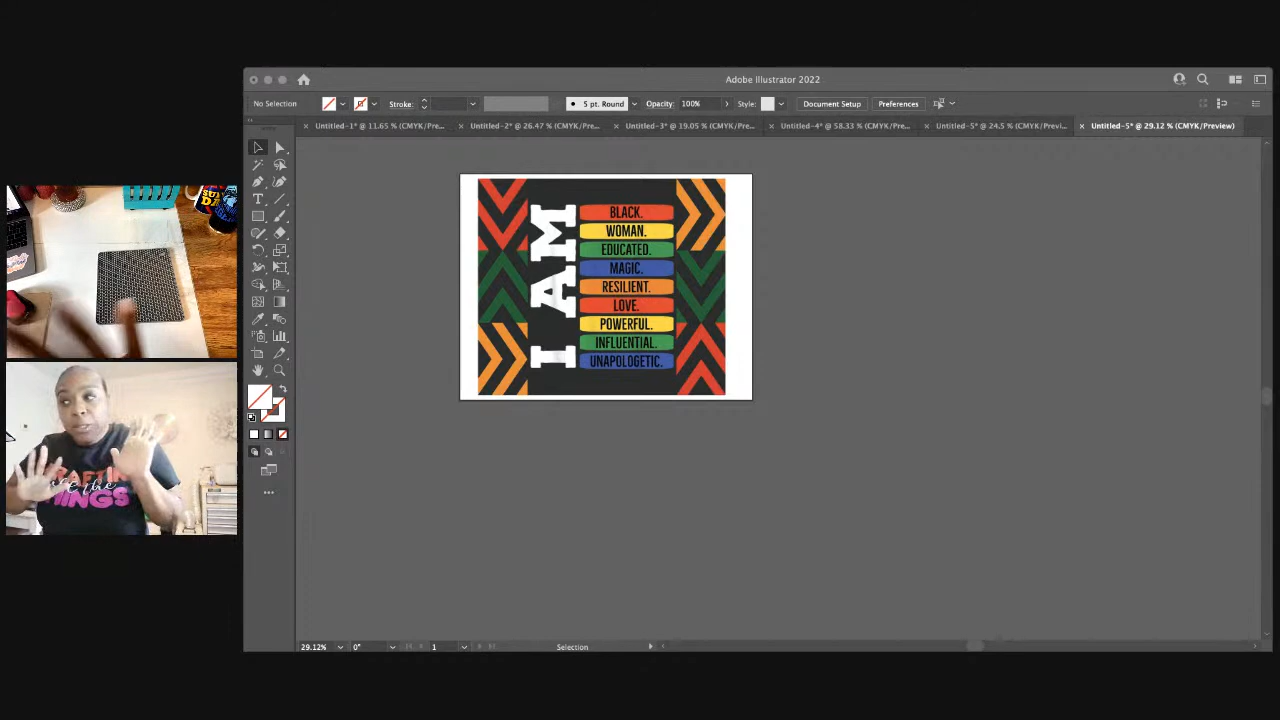 Adobe Illustrator 2022
No Selection
Stroke:
5 pt. Round
Opacity: 100%
Style:
Document Setup
Preferences
Untitled-1* @ 11.65 % (CMYK/Pre...
Untitled-2* @ 26.47 % (CMYK/Pre...
Untitled-3* @ 19.05 % (CMYK/Pre...
Untitled-4* @ 58.33 % (CMYK/Pre...
Untitled-5* @ 24.5 % (CMYK/Previ...
Untitled-5* @ 29.12 % (CMYK/Preview)
I AM
BLACK.
WOMAN.
EDUCATED.
MAGIC.
RESILIENT.
LOVE.
POWERFUL.
INFLUENTIAL.
UNAPOLOGETIC.
THINGS
29.12%
0°
1
Selection